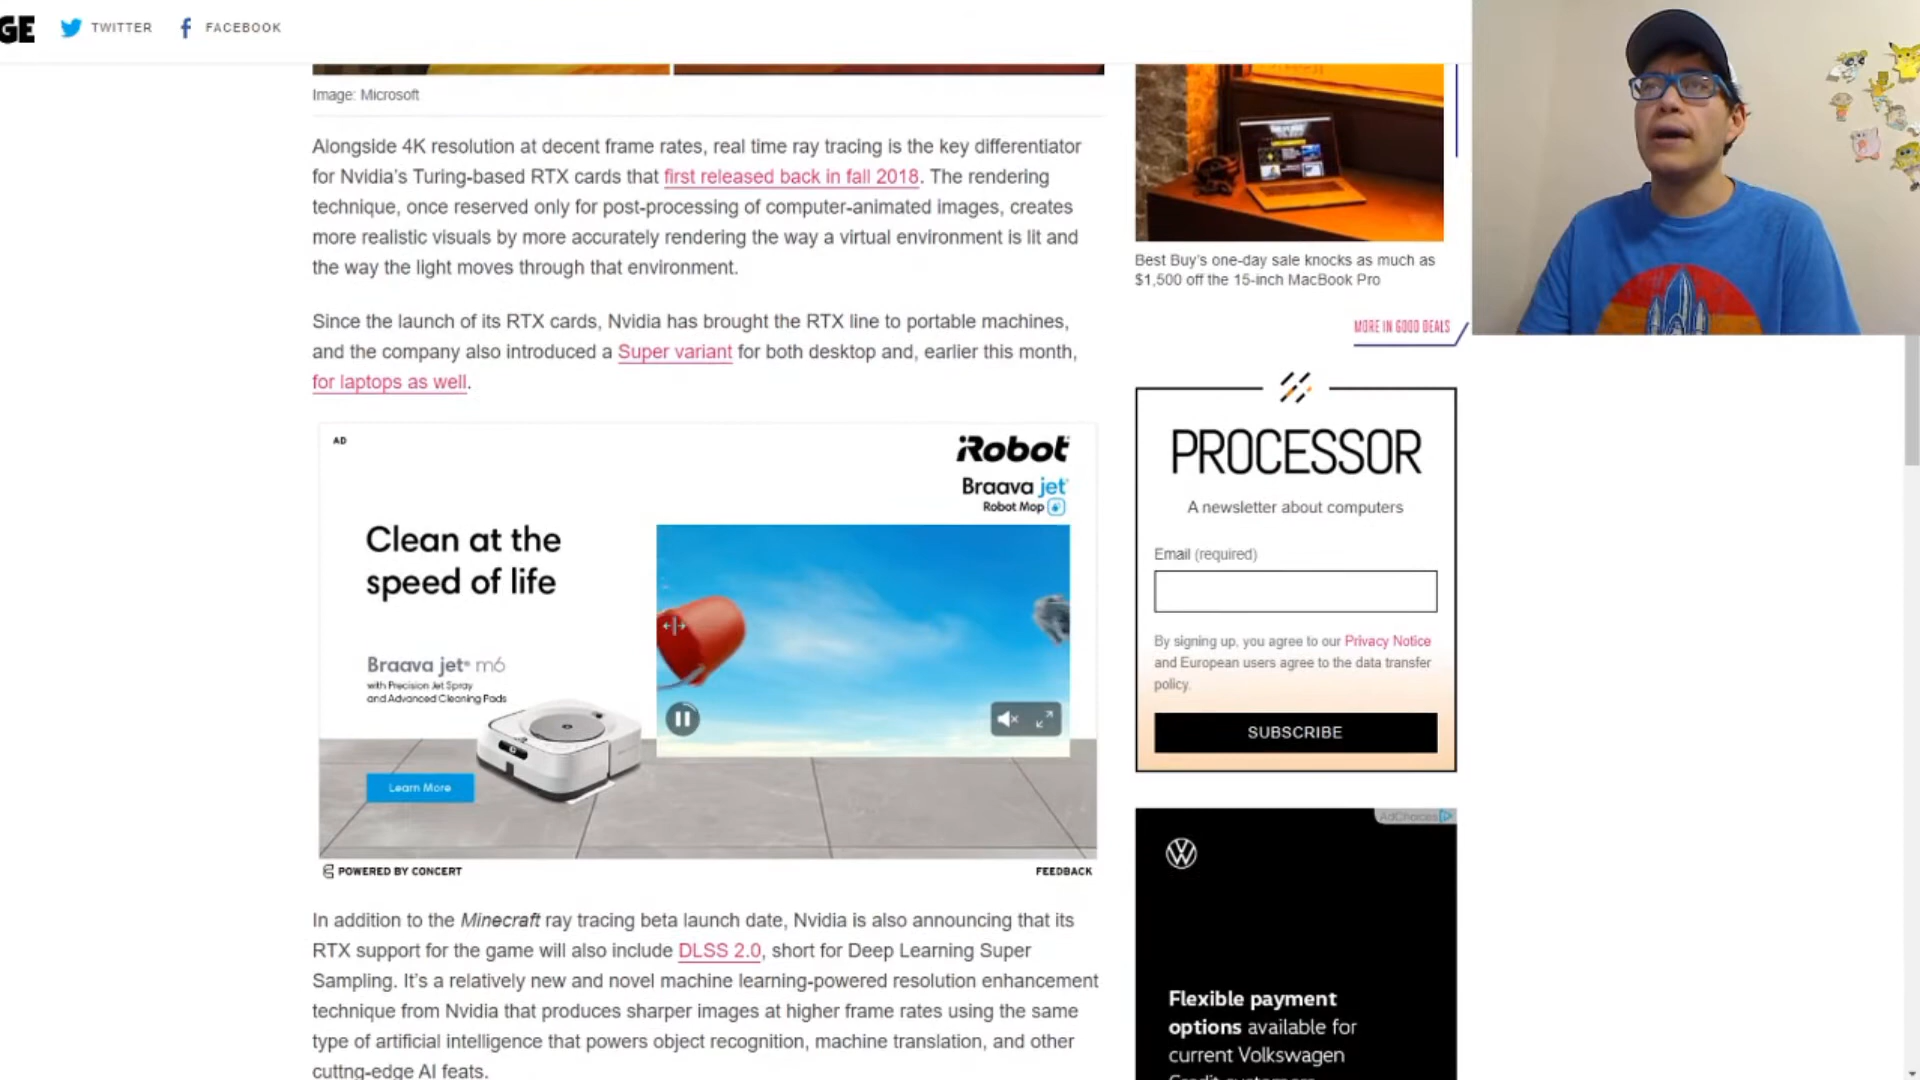 GE
TWITTER
FACEBOOK
Image: Microsoft
Alongside 4K resolution at decent frame rates, real time ray tracing is the key differentiator
for Nvidia's Turing-based RTX cards that first released back in fall 2018. The rendering
technique, once reserved only for post-processing of computer-animated images, creates
more realistic visuals by more accurately rendering the way a virtual environment is lit and
the way the light moves through that environment.
Since the launch of its RTX cards, Nvidia has brought the RTX line to portable machines,
and the company also introduced a Super variant for both desktop and, earlier this month,
for laptops as well.
AD
iRobot
Braava jet
Robot Mop
Clean at the
speed of life
Braava jet® m6
with Precision Jet Spray
and Advanced Cleaning Pads
Learn More
POWERED BY CONCERT
FEEDBACK
In addition to the Minecraft ray tracing beta launch date, Nvidia is also announcing that its
RTX support for the game will also include DLSS 2.0, short for Deep Learning Super
Sampling. It's a relatively new and novel machine learning-powered resolution enhancement
technique from Nvidia that produces sharper images at higher frame rates using the same
type of artificial intelligence that powers object recognition, machine translation, and other
cuttng-edge AI feats.
Best Buy's one-day sale knocks as much as
$1,500 off the 15-inch MacBook Pro
MORE IN GOOD DEALS
PROCESSOR
A newsletter about computers
Email (required)
By signing up, you agree to our Privacy Notice
and European users agree to the data transfer
policy.
SUBSCRIBE
AdChoices
Flexible payment
options available for
current Volkswagen
Credit customers